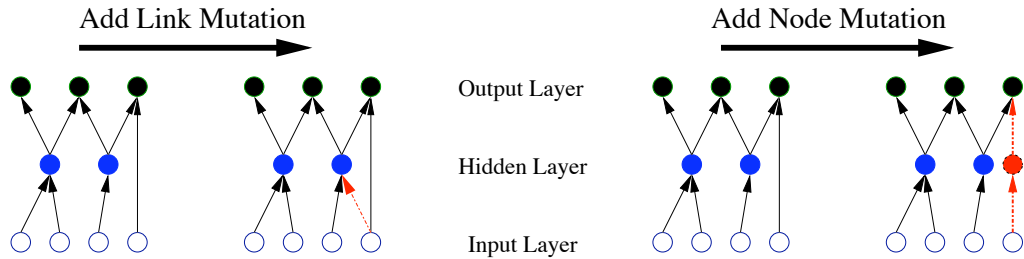 Add Link Mutation
Add Node Mutation
Output Layer
Hidden Layer
Input Layer